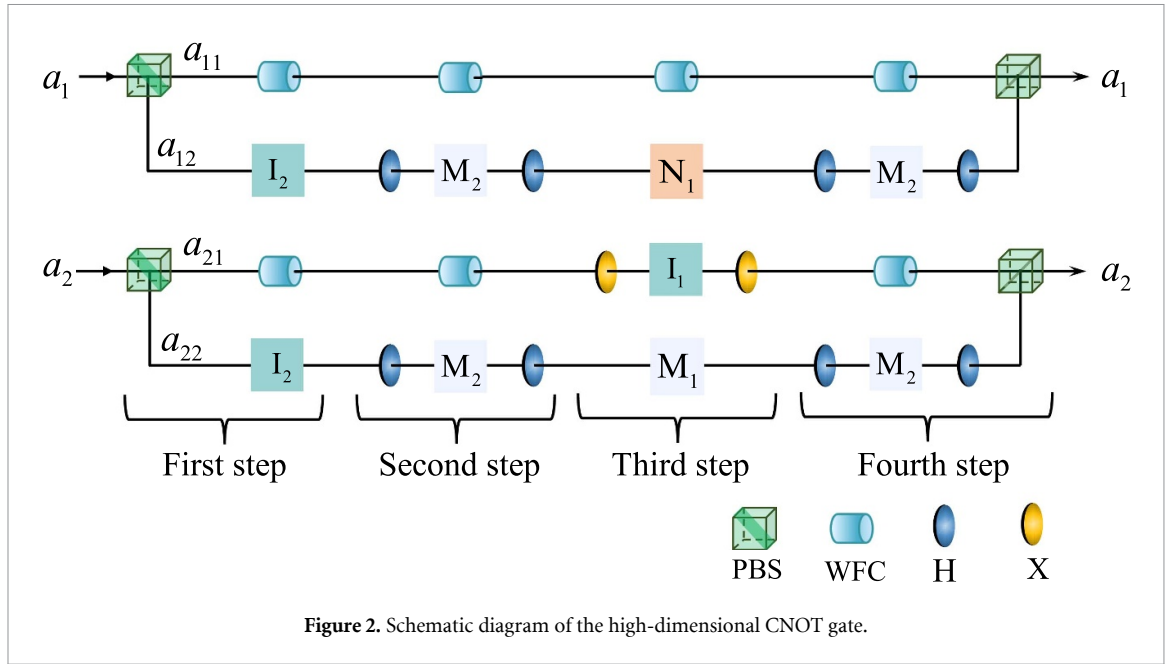 a₁ a₁₁ a₁
a₁₂ I₂ M₂ N₁ M₂
a₂ a₂₁ I₁ a₂
a₂₂ I₂ M₂ M₁ M₂
First step Second step Third step Fourth step
PBS WFC H X
Figure 2. Schematic diagram of the high-dimensional CNOT gate.